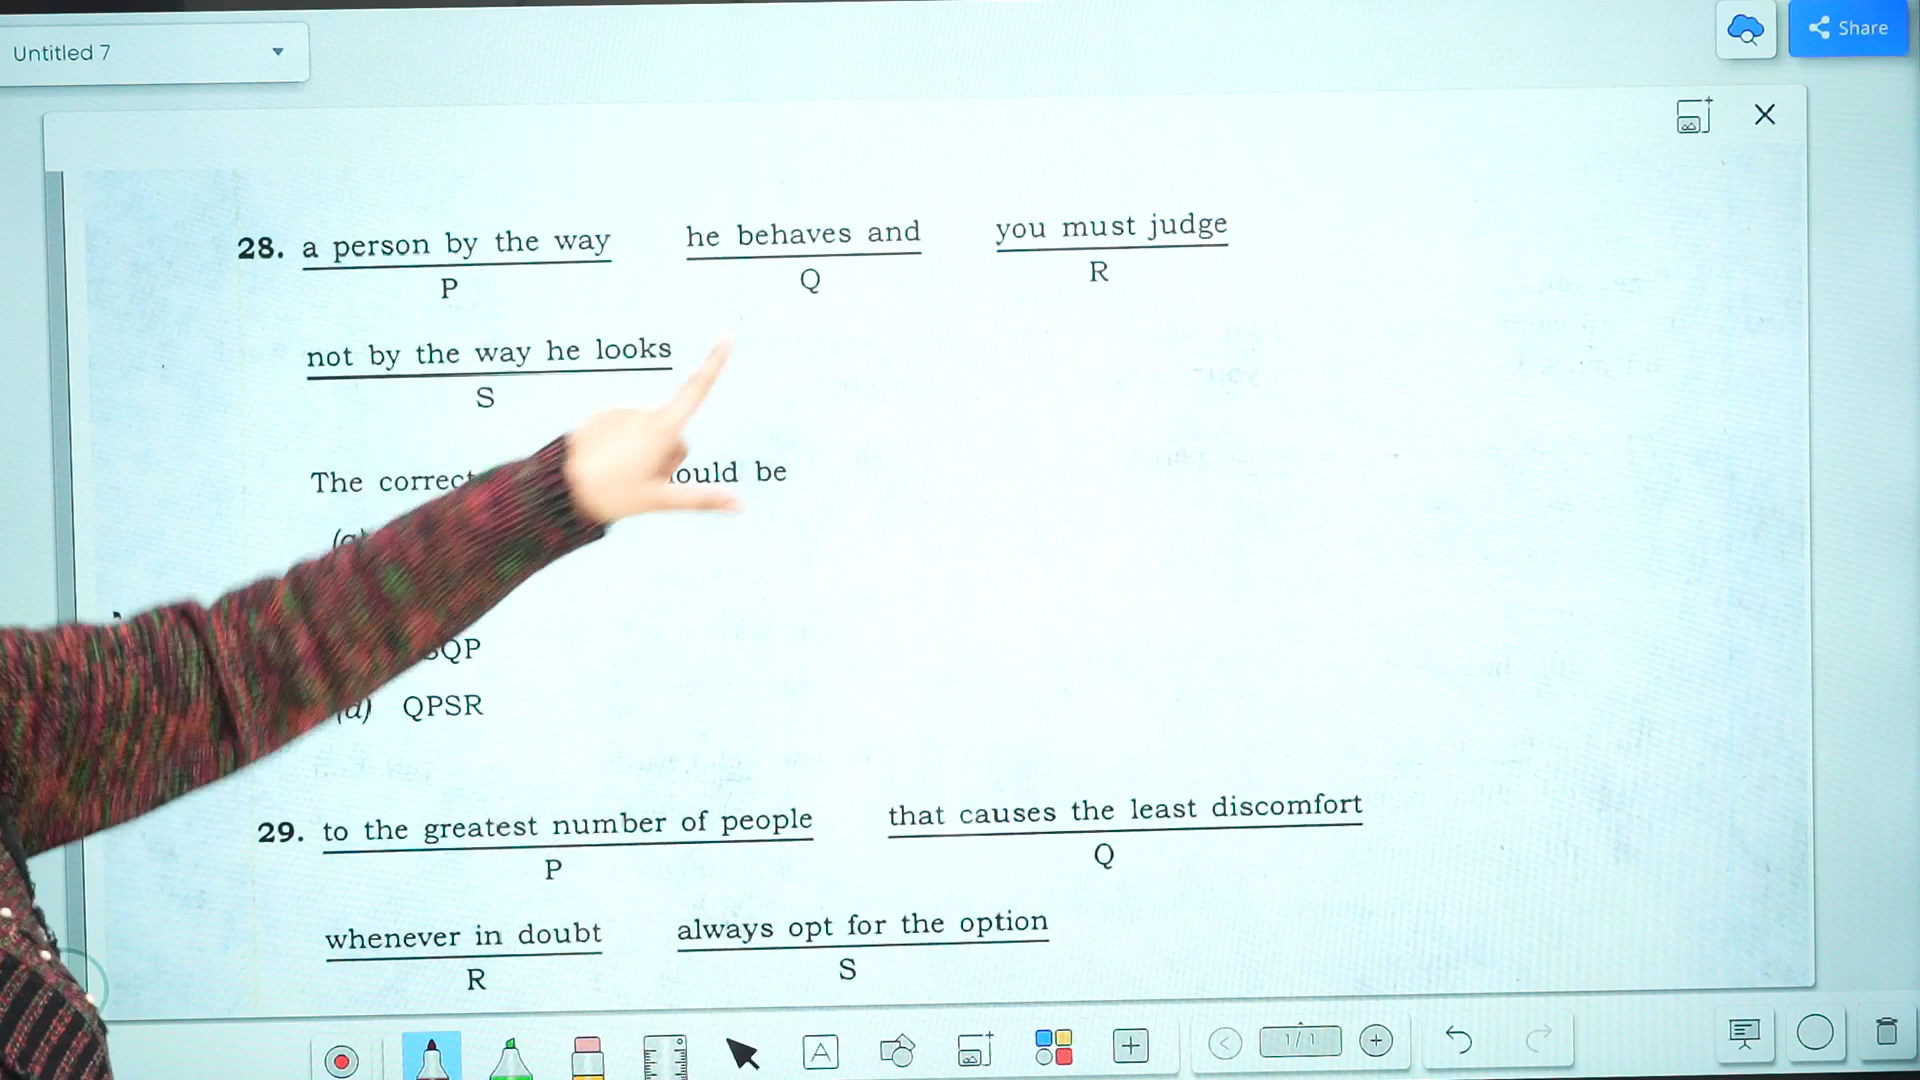 Untitled 7
Share
28. a person by the way he behaves and you must judge
P Q R
not by the way he looks
S
The correct be
QP
(d) QPSR
29. to the greatest number of people that causes the least discomfort
P Q
whenever in doubt always opt for the option
R S
A
1/1